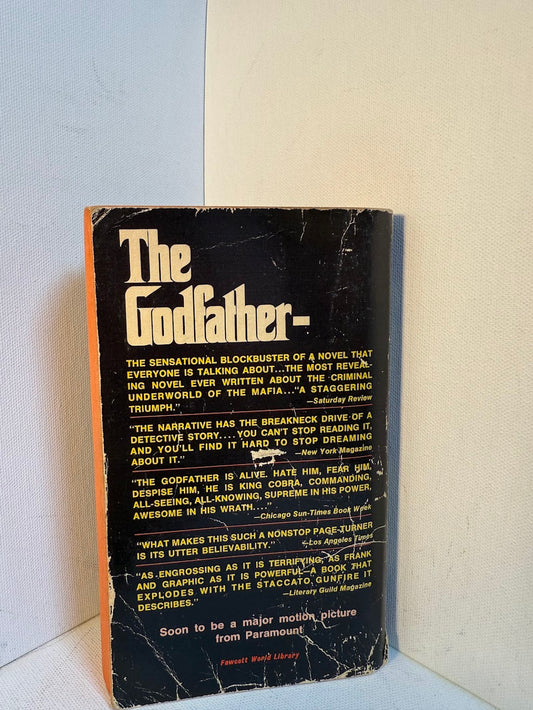 The
Godfather–
THE SENSATIONAL BLOCKBUSTER OF A NOVEL THAT
EVERYONE IS TALKING ABOUT...THE MOST REVEAL-
ING NOVEL EVER WRITTEN ABOUT THE CRIMINAL
UNDERWORLD OF THE MAFIA..."A STAGGERING
TRIUMPH."
—Saturday Review
"THE NARRATIVE HAS THE BREAKNECK DRIVE OF A
DETECTIVE STORY.... YOU CAN'T STOP READING IT,
AND YOU'LL FIND IT HARD TO STOP DREAMING
ABOUT IT."
—New York Magazine
"THE GODFATHER IS ALIVE. HATE HIM, FEAR HIM,
DESPISE HIM, HE IS KING COBRA, COMMANDING,
ALL-SEEING, ALL-KNOWING, SUPREME IN HIS POWER,
AWESOME IN HIS WRATH...."
—Chicago Sun-Times Book Week
"WHAT MAKES THIS SUCH A NONSTOP PAGE-TURNER
IS ITS UTTER BELIEVABILITY." —Los Angeles Times
"AS ENGROSSING AS IT IS TERRIFYING, AS FRANK
AND GRAPHIC AS IT IS POWERFUL—A BOOK THAT
EXPLODES WITH THE STACCATO GUNFIRE IT
DESCRIBES."
—Literary Guild Magazine
Soon to be a major motion picture
from Paramount
Fawcett World Library